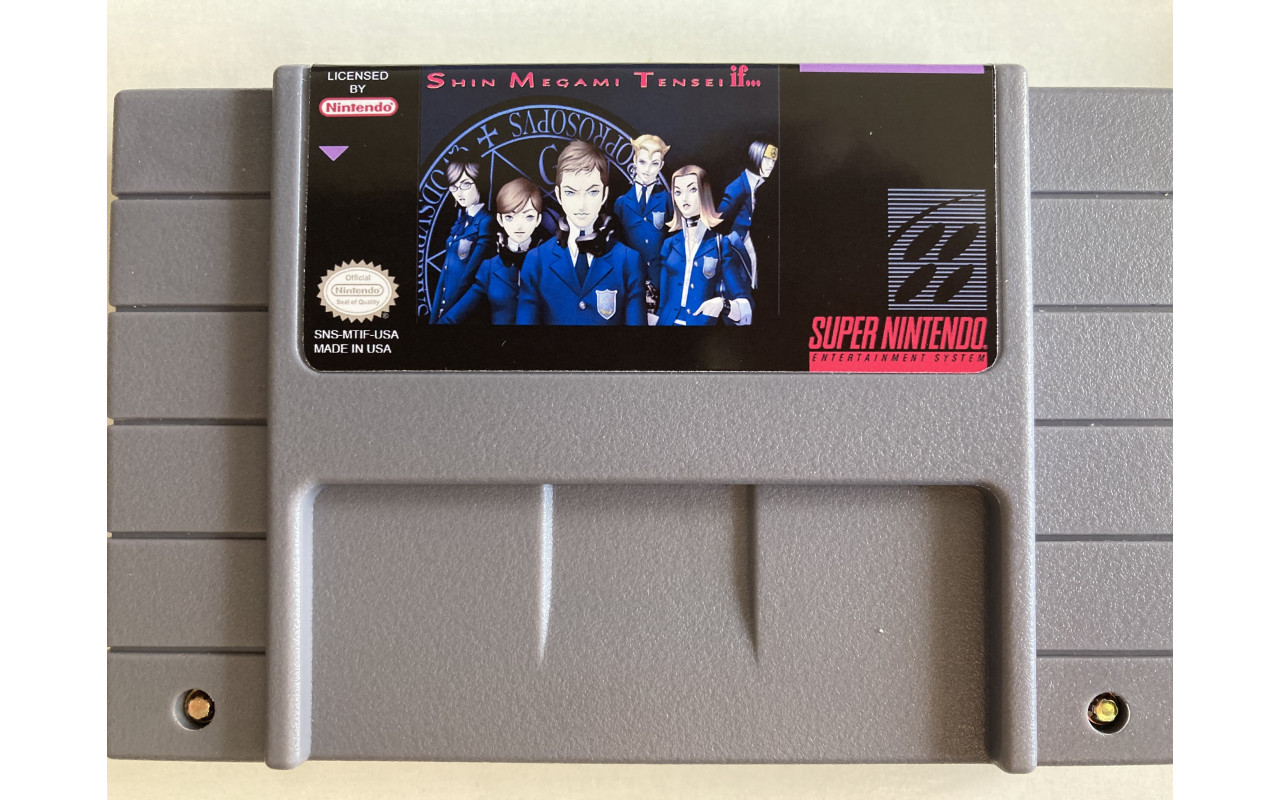 LICENSED
BY
Nintendo®
SHIN MEGAMI TENSEI if...
Official
Nintendo
Seal of Quality
®
SNS-MTIF-USA
MADE IN USA
SUPER NINTENDO
ENTERTAINMENT SYSTEM